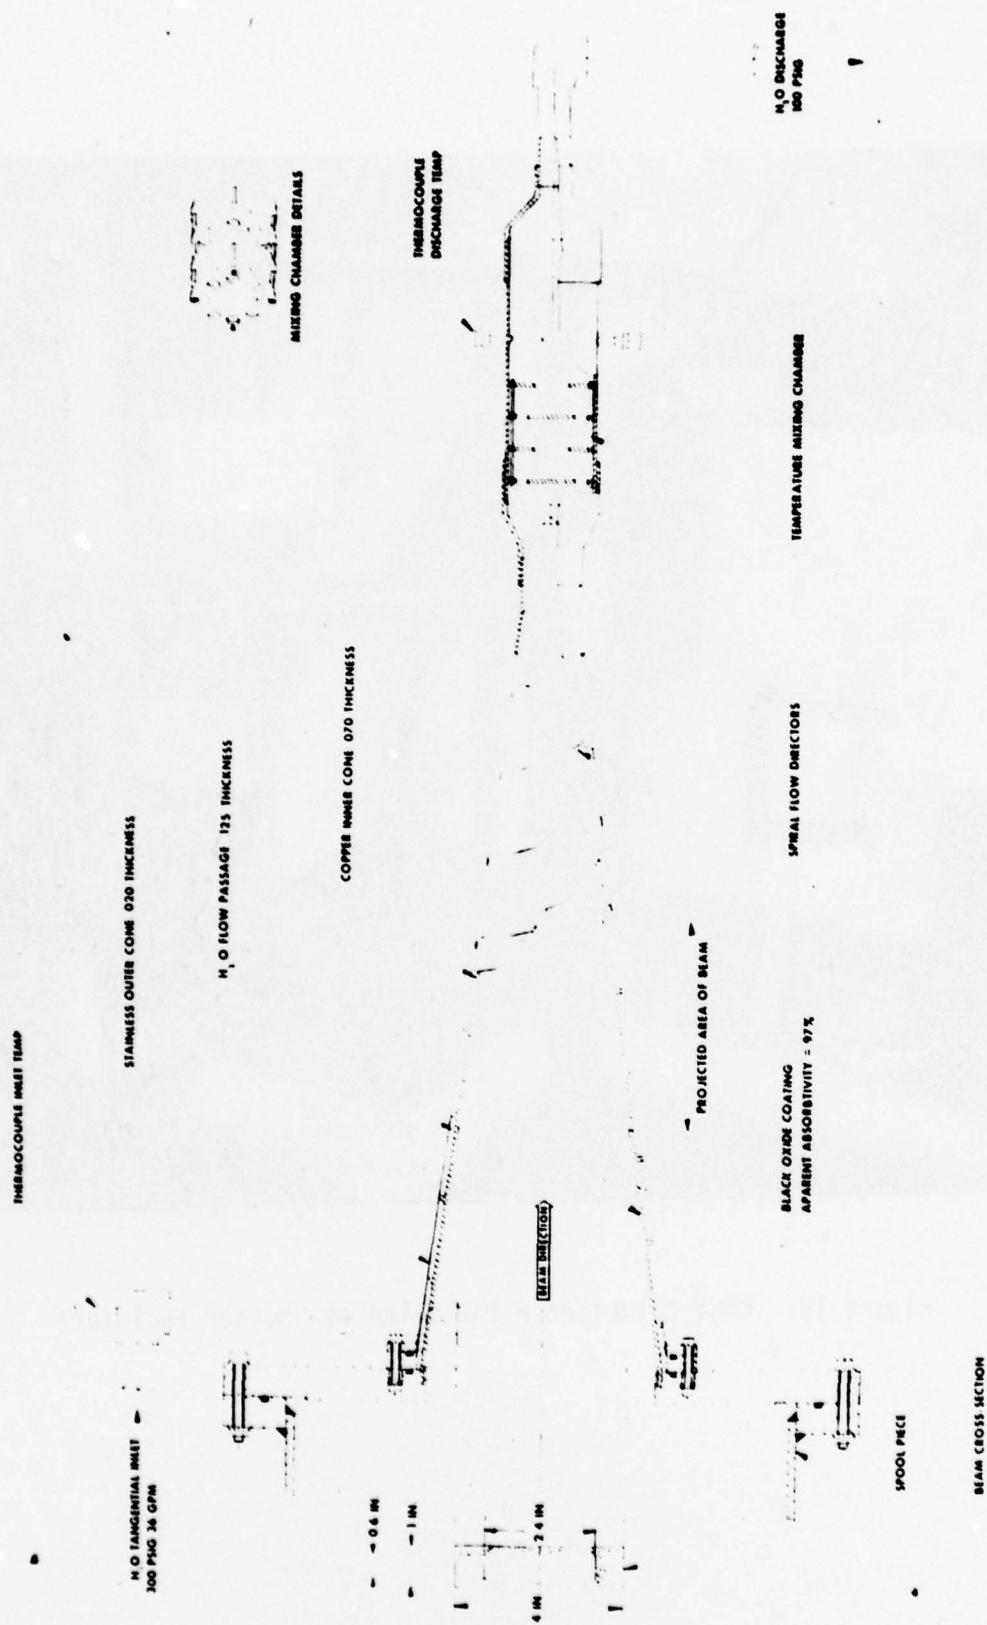 THERMOCOUPLE INLET TEMP
STAINLESS OUTER CONE 020 THICKNESS
H2O FLOW PASSAGE 125 THICKNESS
COPPER INNER CONE 070 THICKNESS
MIXING CHAMBER DETAILS
THERMOCOUPLE
DISCHARGE TEMP
H2O TANGENTIAL INLET
300 PSIG 36 GPM
0.6 IN
1 IN
2.4 IN
4 IN
BEAM DIRECTION
PROJECTED AREA OF BEAM
BLACK OXIDE COATING
APARENT ABSORBTIVITY = 97%
SPIRAL FLOW DIRECTORS
TEMPERATURE MIXING CHAMBER
H2O DISCHARGE
100 PSIG
SPOOL PIECE
BEAM CROSS-SECTION